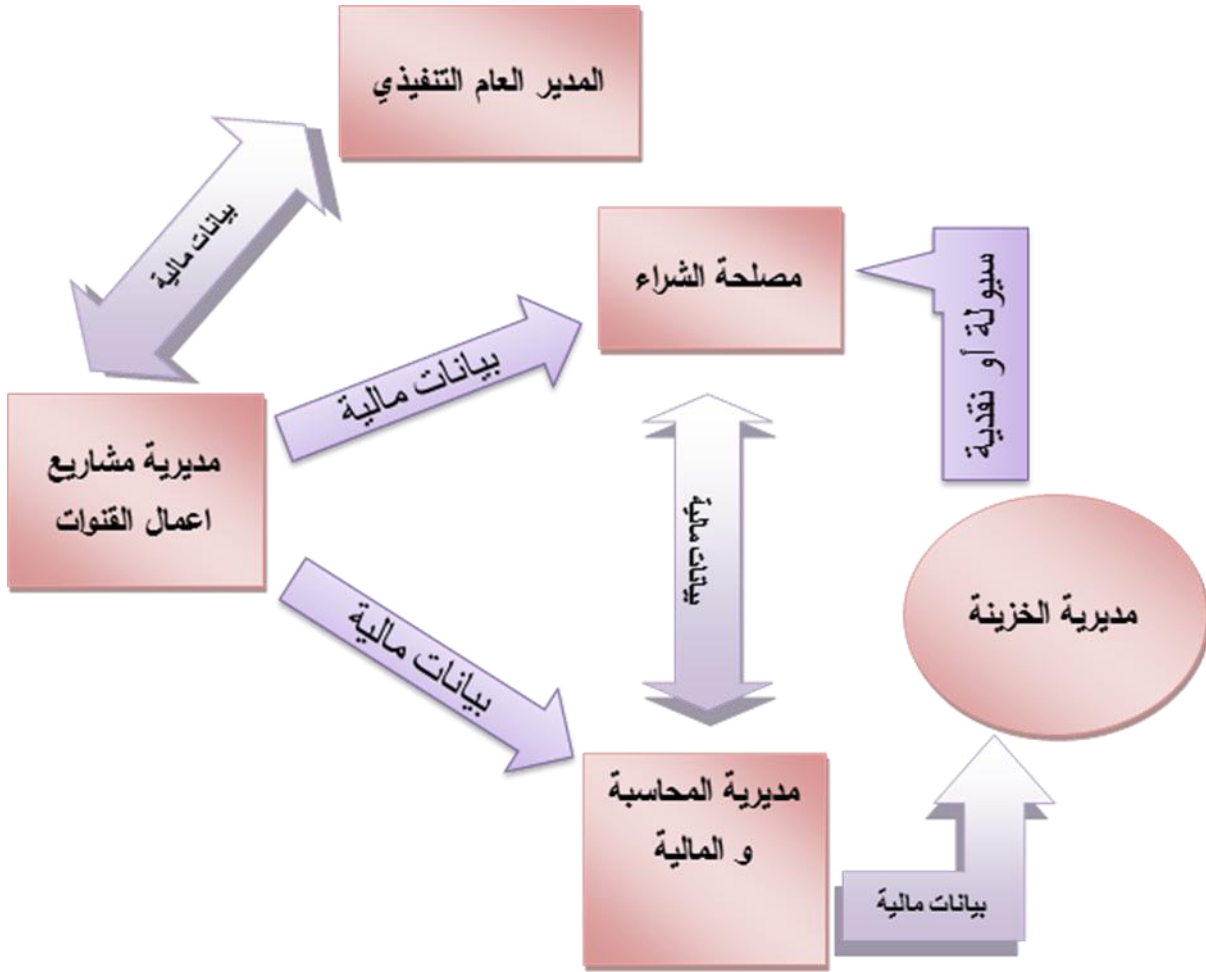 المدير العام التنفيذي
بيانات مالية
مصلحة الشراء
سيولة أو نقدية
بيانات مالية
مديرية مشاريع
اعمال القنوات
بيانات مالية
بيانات مالية
مديرية الخزينة
مديرية المحاسبة
و المالية
بيانات مالية